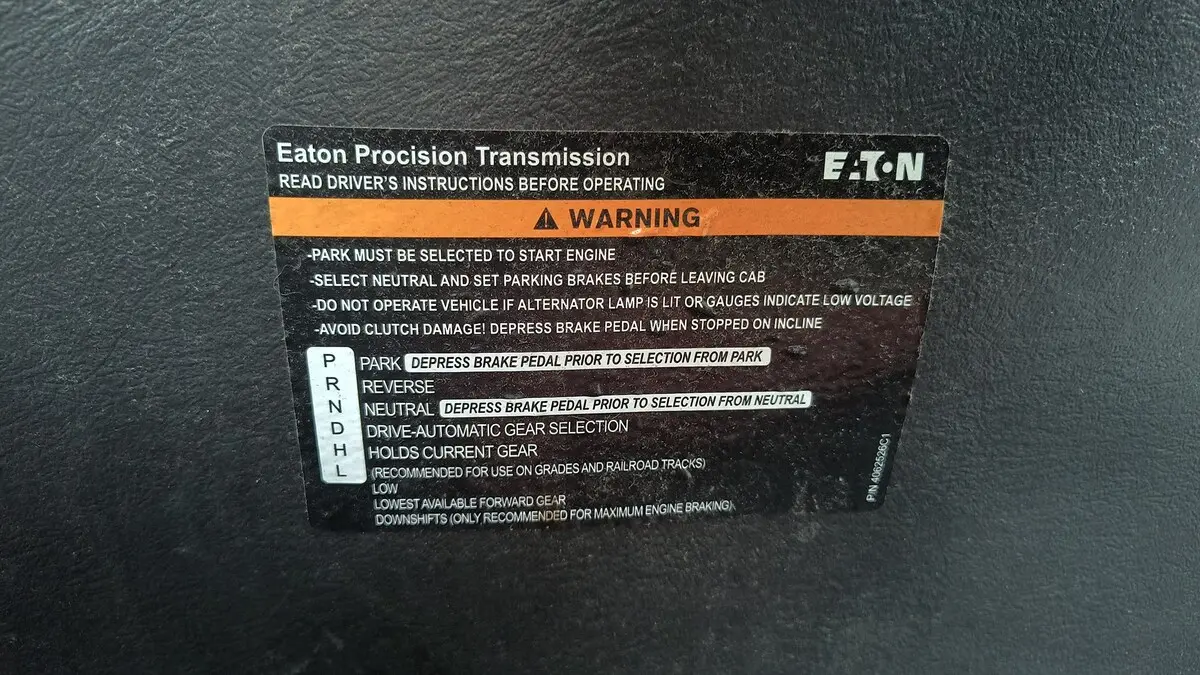 Eaton Procision Transmission
EATON
READ DRIVER'S INSTRUCTIONS BEFORE OPERATING
WARNING
-PARK MUST BE SELECTED TO START ENGINE
-SELECT NEUTRAL AND SET PARKING BRAKES BEFORE LEAVING CAB
-DO NOT OPERATE VEHICLE IF ALTERNATOR LAMP IS LIT OR GAUGES INDICATE LOW VOLTAGE
-AVOID CLUTCH DAMAGE! DEPRESS BRAKE PEDAL WHEN STOPPED ON INCLINE
P PARK DEPRESS BRAKE PEDAL PRIOR TO SELECTION FROM PARK
R REVERSE
N NEUTRAL DEPRESS BRAKE PEDAL PRIOR TO SELECTION FROM NEUTRAL
D DRIVE-AUTOMATIC GEAR SELECTION
H HOLDS CURRENT GEAR
L (RECOMMENDED FOR USE ON GRADES AND RAILROAD TRACKS)
LOW
LOWEST AVAILABLE FORWARD GEAR
DOWNSHIFTS (ONLY RECOMMENDED FOR MAXIMUM ENGINE BRAKING)
P/N 4062526C1